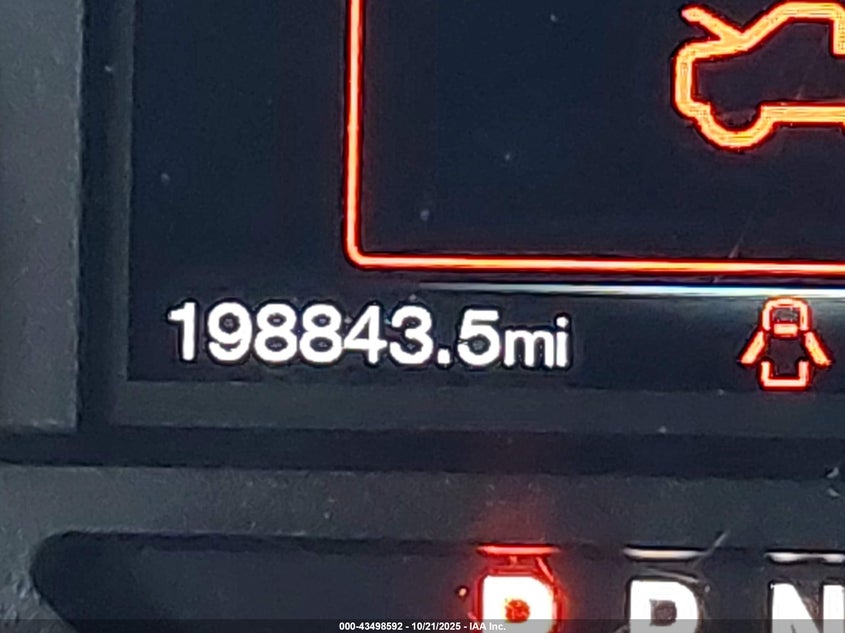 198843.5mi
P R N
000-43498592 - 10/21/2025 - IAA Inc.